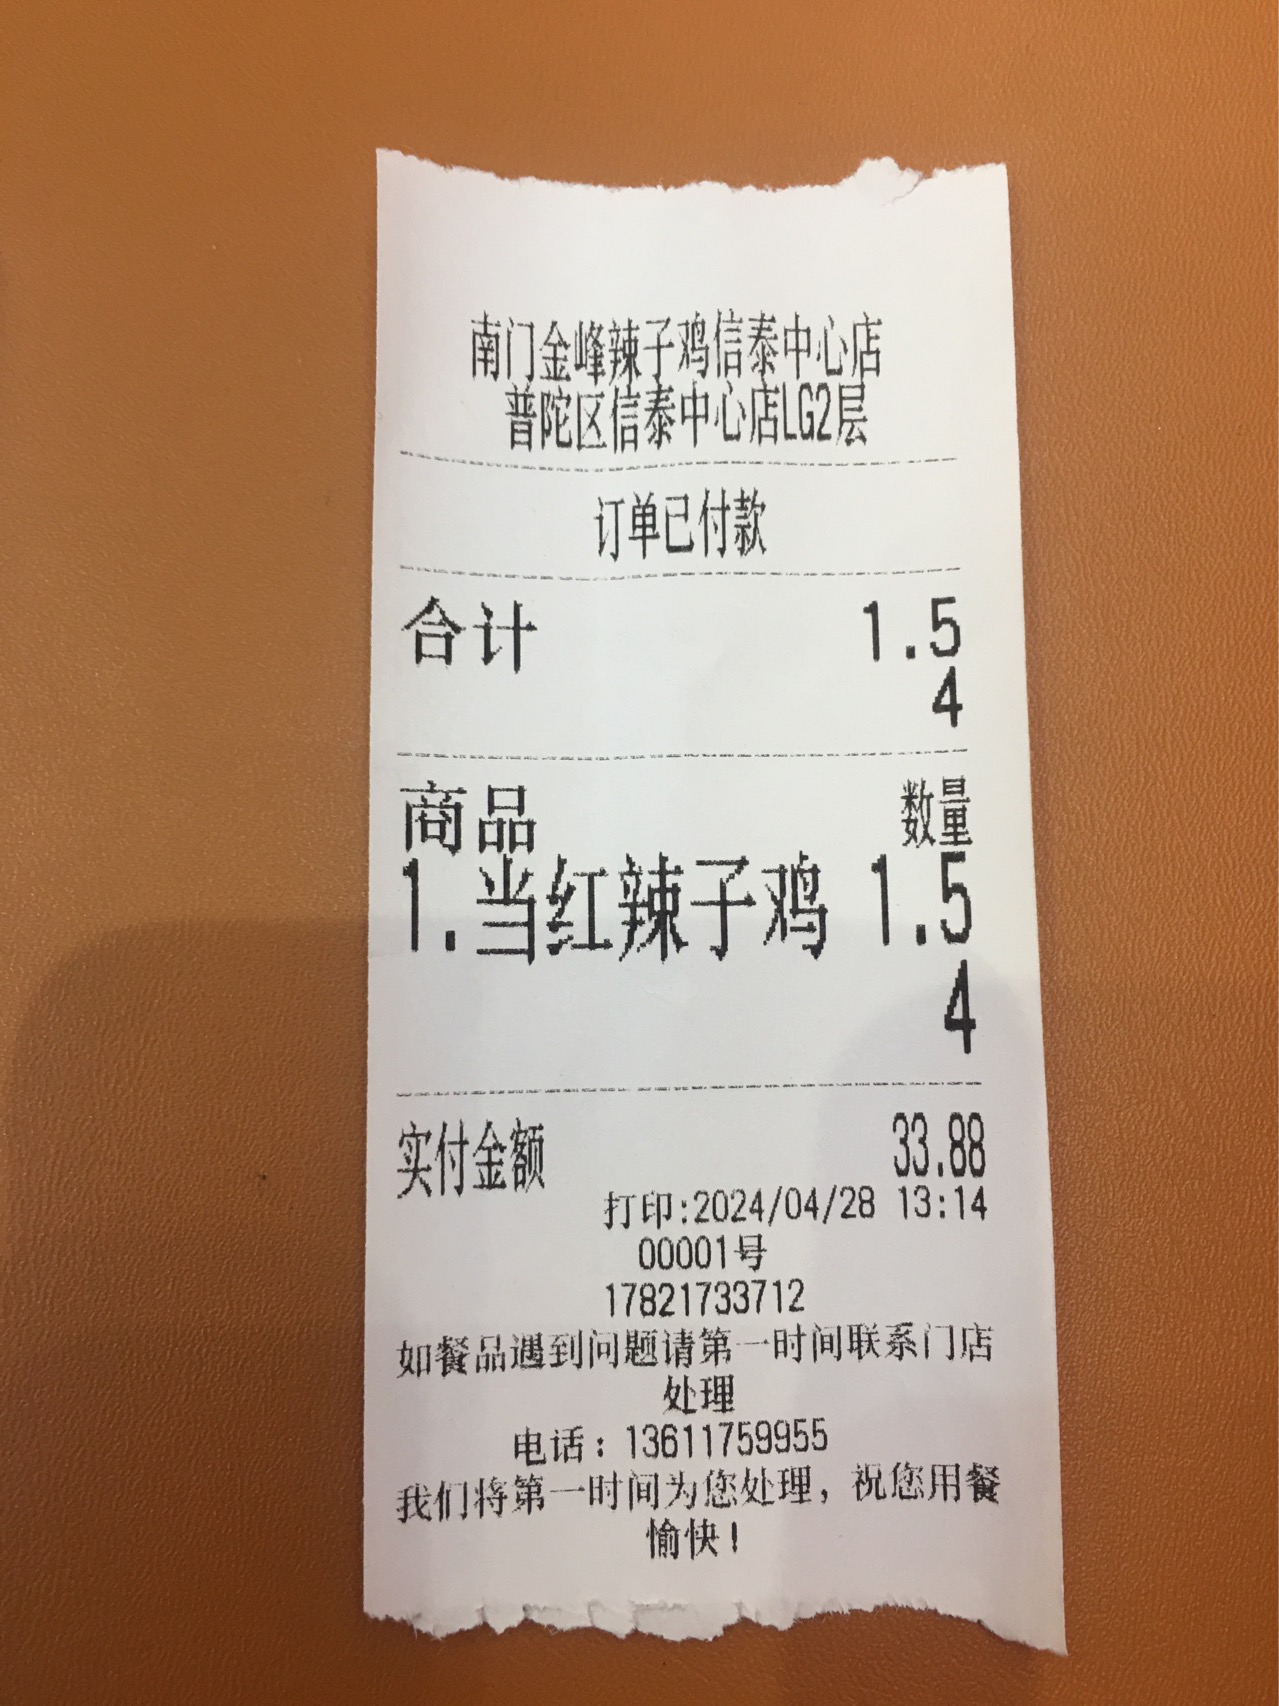 南门金峰辣子鸡信泰中心店
普陀区信泰中心店LG2层
订单已付款
合计 1.5
4
商品 数量
1.当红辣子鸡 1.5
4
实付金额 33.88
打印:2024/04/28 13:14
00001号
17821733712
如餐品遇到问题请第一时间联系门店
处理
电话：13611759955
我们将第一时间为您处理，祝您用餐
愉快！